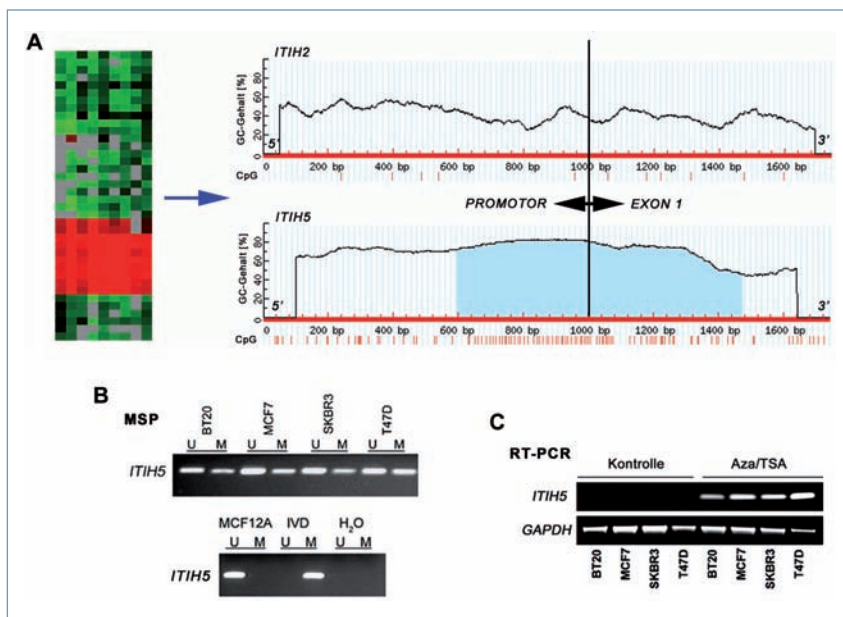 A
ITIH2
GC-Gehalt [%]
0 20 40 60 80 100
5' 3'
200 bp 400 bp 600 bp 800 bp 1000 bp 1200 bp 1400 bp 1600 bp
CpG
PROMOTOR EXON 1
ITIH5
GC-Gehalt [%]
0 20 40 60 80 100
5' 3'
200 bp 400 bp 600 bp 800 bp 1000 bp 1200 bp 1400 bp 1600 bp
CpG
B
MSP
BT20 MCF7 SKBR3 T47D
U M U M U M U M
ITIH5
MCF12A IVD H₂O
U M U M U M
ITIH5
C
RT-PCR
Kontrolle Aza/TSA
ITIH5
GAPDH
BT20 MCF7 SKBR3 T47D BT20 MCF7 SKBR3 T47D